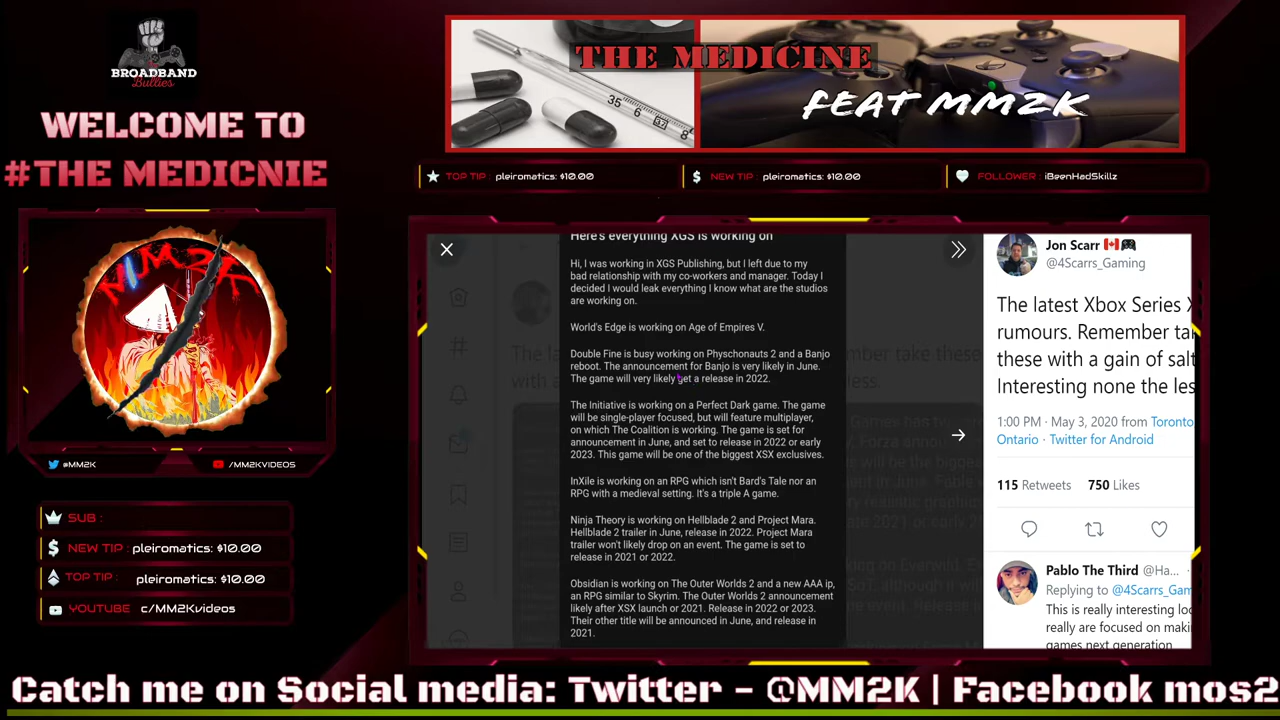 BROADBAND
Bullies
WELCOME TO
#THE MEDICNIE
THE MEDICINE
FEAT MM2K
35 6 37 8
TOP TIP : pleiromatics: $10.00
NEW TIP : pleiromatics: $10.00
FOLLOWER : iBeenHadSkillz
MM2K
@MM2K
/MM2KVIDEOS
SUB :
NEW TIP : pleiromatics: $10.00
TOP TIP : pleiromatics: $10.00
YOUTUBE c/MM2Kvideos
Here's everything XGS is working on
Hi, I was working in XGS Publishing, but I left due to my
bad relationship with my co-workers and manager. Today I
decided I would leak everything I know what are the studios
are working on.
World's Edge is working on Age of Empires V.
Double Fine is busy working on Physchonauts 2 and a Banjo
reboot. The announcement for Banjo is very likely in June.
The game will very likely get a release in 2022.
The Initiative is working on a Perfect Dark game. The game
will be single-player focused, but will feature multiplayer,
on which The Coalition is working. The game is set for
announcement in June, and set to release in 2022 or early
2023. This game will be one of the biggest XSX exclusives.
InXile is working on an RPG which isn't Bard's Tale nor an
RPG with a medieval setting. It's a triple A game.
Ninja Theory is working on Hellblade 2 and Project Mara.
Hellblade 2 trailer in June, release in 2022. Project Mara
trailer won't likely drop on an event. The game is set to
release in 2021 or 2022.
Obsidian is working on The Outer Worlds 2 and a new AAA ip,
an RPG similar to Skyrim. The Outer Worlds 2 announcement
likely after XSX launch or 2021. Release in 2022 or 2023.
Their other title will be announced in June, and release in
2021.
Jon Scarr
@4Scarrs_Gaming
The latest Xbox Series X
rumours. Remember ta
these with a gain of salt
Interesting none the les
1:00 PM · May 3, 2020 from Toronto
Ontario · Twitter for Android
115 Retweets 750 Likes
Pablo The Third @Ha... ·
Replying to @4Scarrs_Gam
This is really interesting loo
really are focused on maki
games next generation
Catch me on Social media: Twitter - @MM2K | Facebook mos2